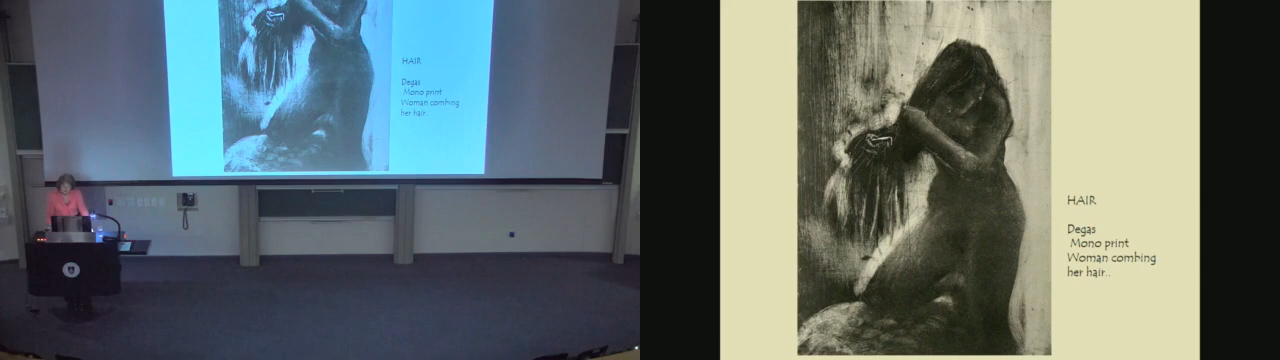 HAIR
Degas
Mono print
Woman combing
her hair..
HAIR
Degas
Mono print
Woman combing
her hair..